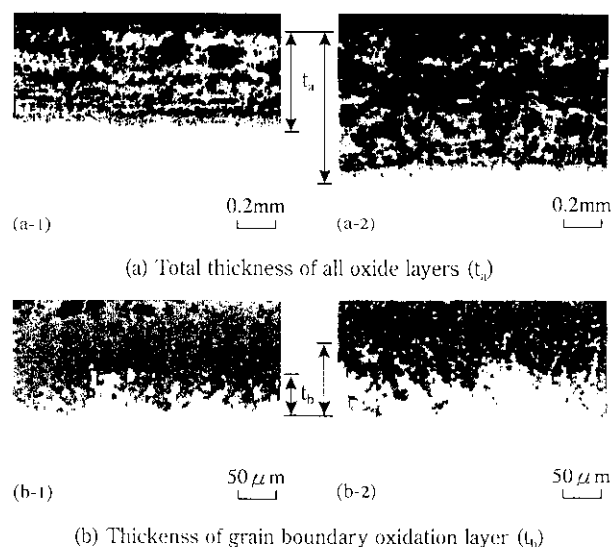 t_a
0.2mm 0.2mm
(a-1) (a-2)
(a) Total thickness of all oxide layers (t_a)
t_b
50 μm 50 μm
(b-1) (b-2)
(b) Thickenss of grain boundary oxidation layer (t_b)